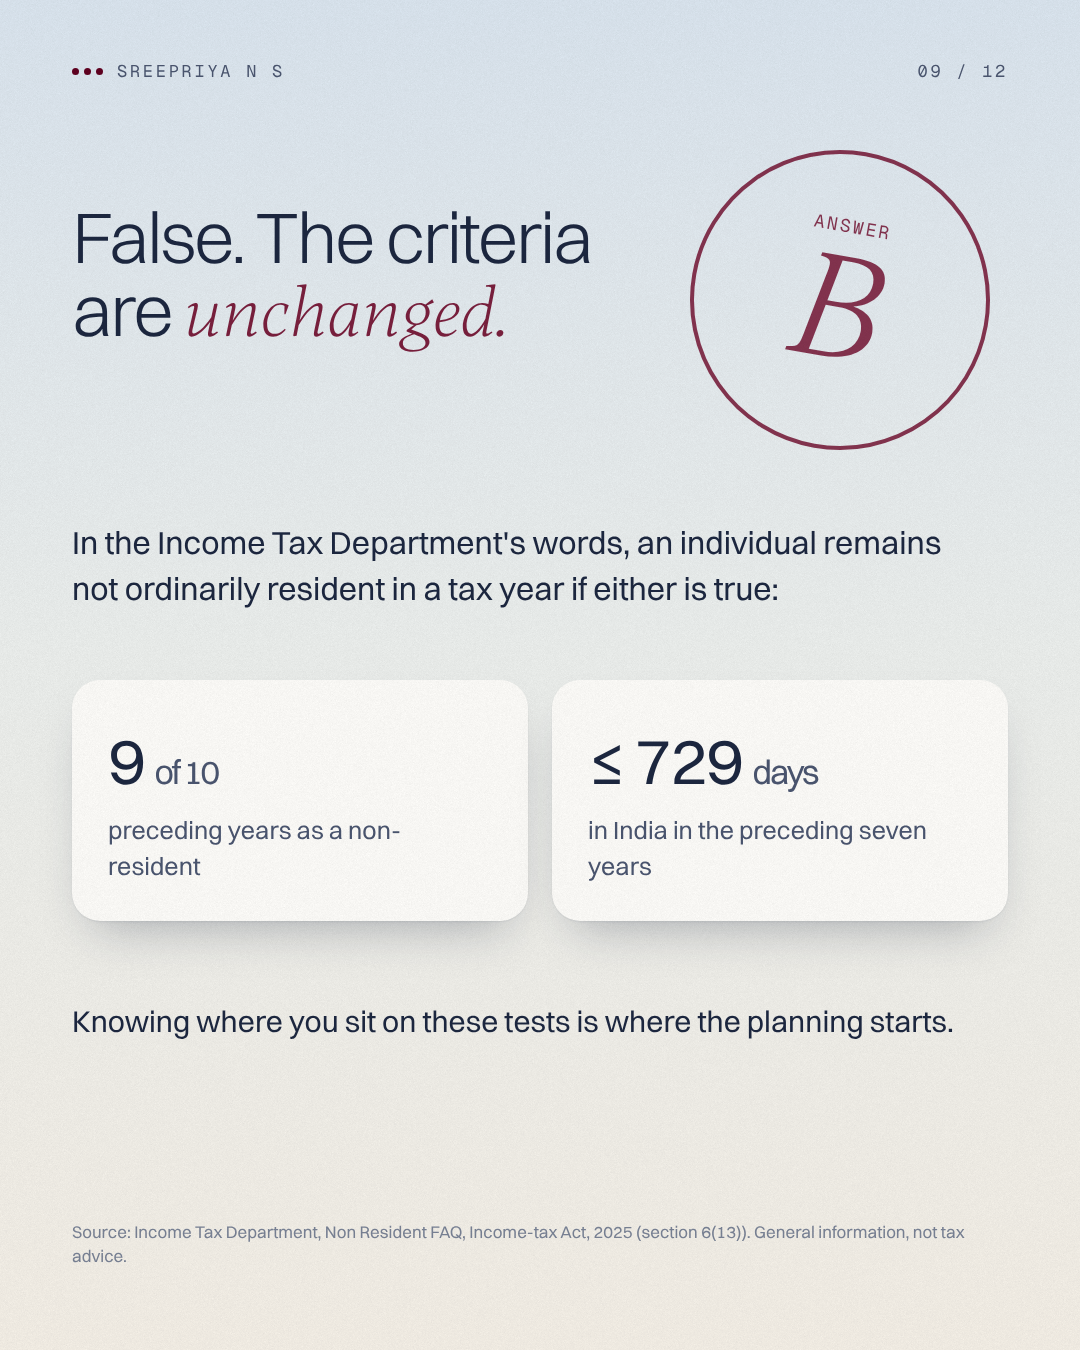 SREEPRIYA N S
09 / 12
False. The criteria
are unchanged.
ANSWER
B
In the Income Tax Department's words, an individual remains
not ordinarily resident in a tax year if either is true:
9 of 10
preceding years as a non-
resident
≤ 729 days
in India in the preceding seven
years
Knowing where you sit on these tests is where the planning starts.
Source: Income Tax Department, Non Resident FAQ, Income-tax Act, 2025 (section 6(13)). General information, not tax
advice.